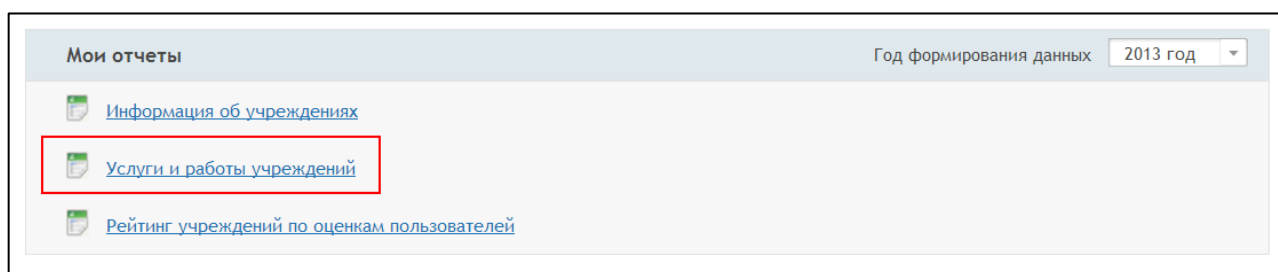 Мои отчеты Год формирования данных 2013 год
Информация об учреждениях
Услуги и работы учреждений
Рейтинг учреждений по оценкам пользователей